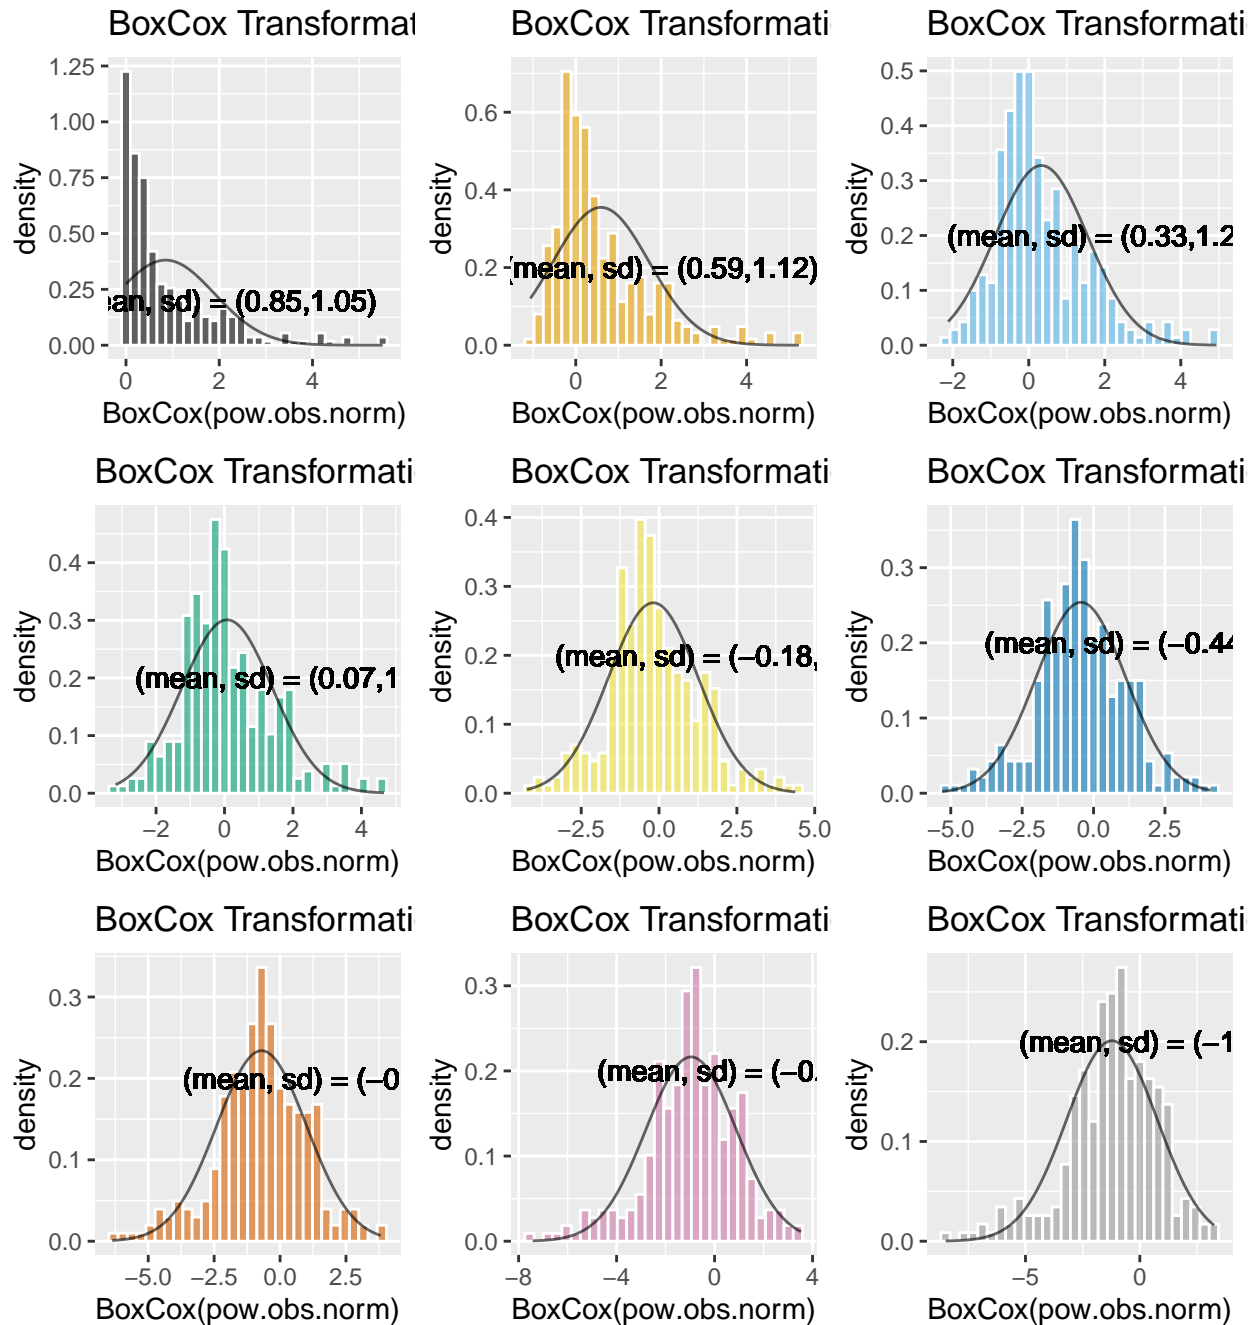 BoxCox Transformat
1.25
1.00
0.75
0.50
0.25
0.00
density
ean, sd) = (0.85,1.05)
0 2 4
BoxCox(pow.obs.norm)
BoxCox Transformati
0.6
0.4
0.2
0.0
density
(mean, sd) = (0.59,1.12)
0 2 4
BoxCox(pow.obs.norm)
BoxCox Transformati
0.5
0.4
0.3
0.2
0.1
0.0
density
(mean, sd) = (0.33,1.2
−2 0 2 4
BoxCox(pow.obs.norm)
BoxCox Transformati
0.4
0.3
0.2
0.1
0.0
density
(mean, sd) = (0.07,1
−2 0 2 4
BoxCox(pow.obs.norm)
BoxCox Transformati
0.4
0.3
0.2
0.1
0.0
density
(mean, sd) = (−0.18,
−2.5 0.0 2.5 5.0
BoxCox(pow.obs.norm)
BoxCox Transformati
0.3
0.2
0.1
0.0
density
(mean, sd) = (−0.44
−5.0 −2.5 0.0 2.5
BoxCox(pow.obs.norm)
BoxCox Transformati
0.3
0.2
0.1
0.0
density
(mean, sd) = (−0
−5.0 −2.5 0.0 2.5
BoxCox(pow.obs.norm)
BoxCox Transformati
0.3
0.2
0.1
0.0
density
(mean, sd) = (−0.
−8 −4 0 4
BoxCox(pow.obs.norm)
BoxCox Transformati
0.2
0.1
0.0
density
(mean, sd) = (−1
−5 0
BoxCox(pow.obs.norm)